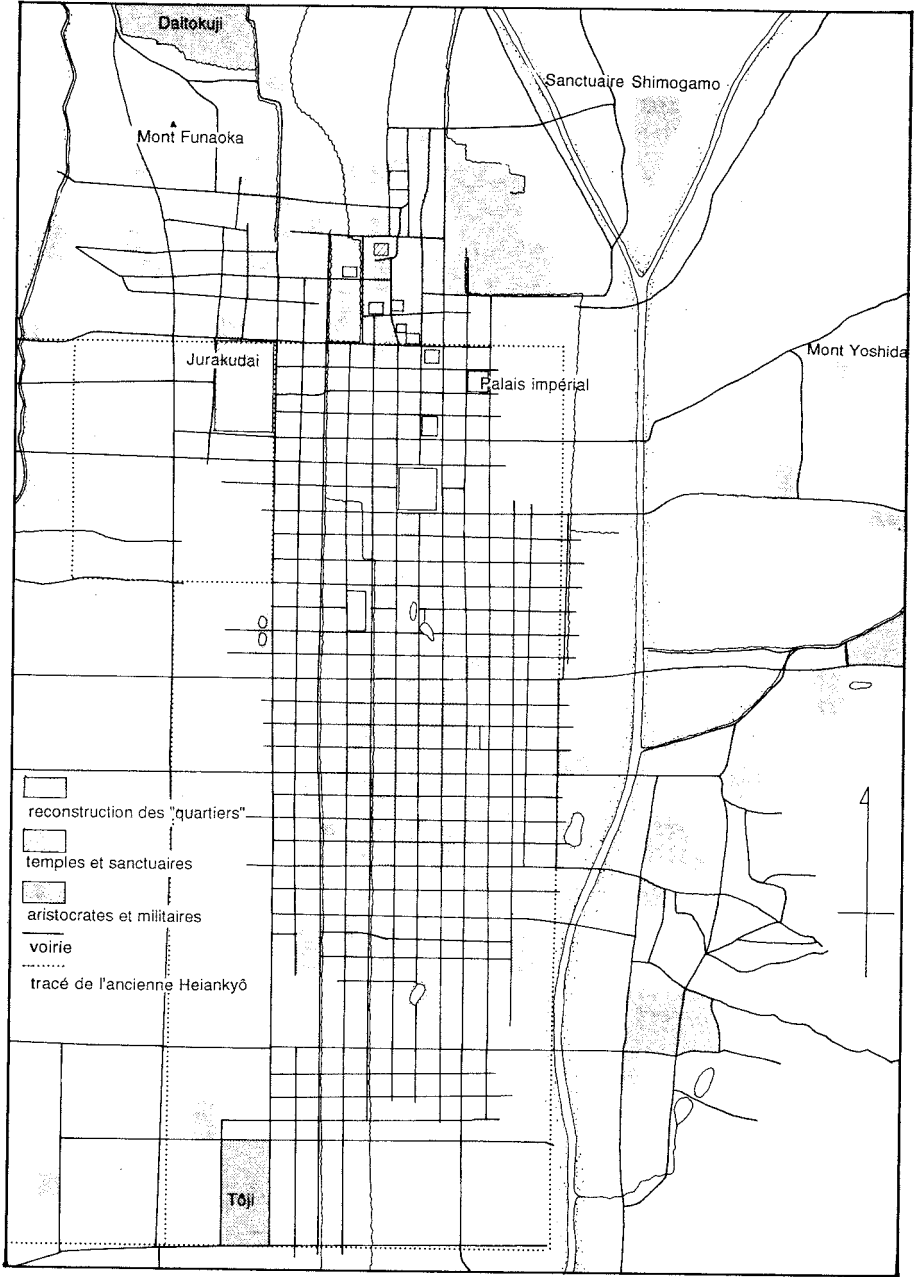 Daitokuji
Sanctuaire Shimogamo
Mont Funaoka
Jurakudai
Mont Yoshida
Palais impérial
reconstruction des "quartiers"
temples et sanctuaires
aristocrates et militaires
voirie
tracé de l'ancienne Heiankyô
Tôji